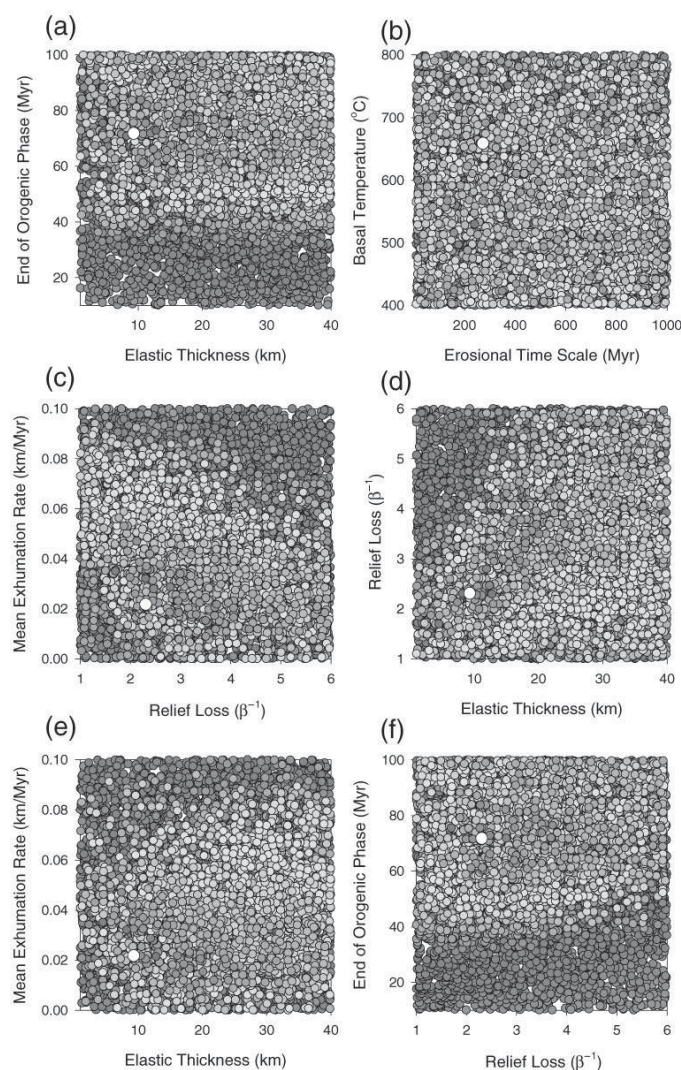 (a)
End of Orogenic Phase (Myr)
100
80
60
40
20
10 20 30 40
Elastic Thickness (km)
(b)
Basal Temperature (°C)
800
700
600
500
400
200 400 600 800 1000
Erosional Time Scale (Myr)
(c)
Mean Exhumation Rate (km/Myr)
0.10
0.08
0.06
0.04
0.02
0.00
1 2 3 4 5 6
Relief Loss (β⁻¹)
(d)
Relief Loss (β⁻¹)
6
5
4
3
2
1
10 20 30 40
Elastic Thickness (km)
(e)
Mean Exhumation Rate (km/Myr)
0.10
0.08
0.06
0.04
0.02
0.00
10 20 30 40
Elastic Thickness (km)
(f)
End of Orogenic Phase (Myr)
100
80
60
40
20
1 2 3 4 5 6
Relief Loss (β⁻¹)